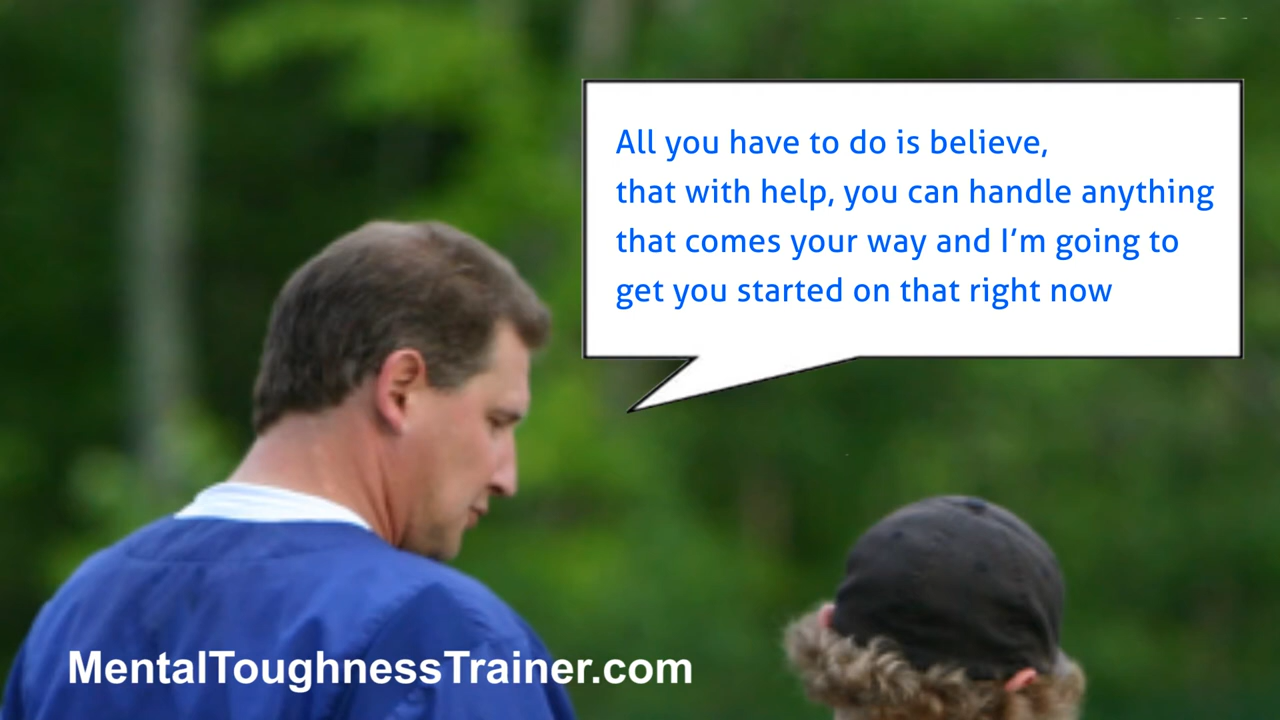 All you have to do is believe,
that with help, you can handle anything
that comes your way and I’m going to
get you started on that right now
MentalToughnessTrainer.com